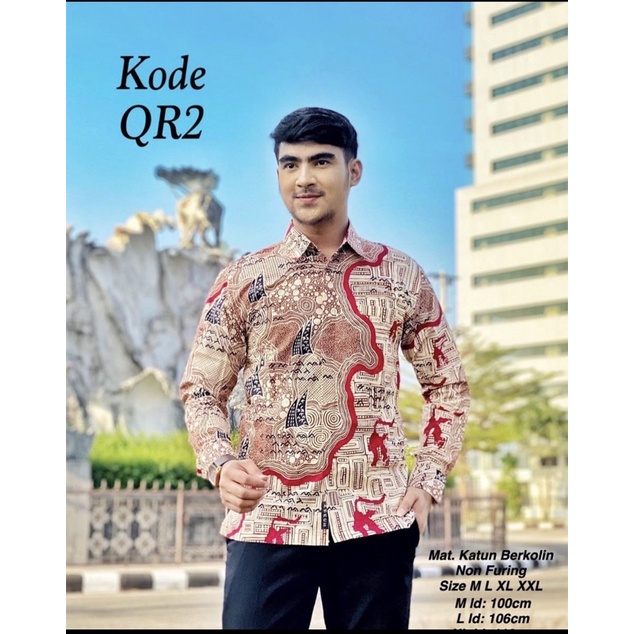 Kode
QR2
Mat. Katun Berkolin
Non Furing
Size M L XL XXL
M ld: 100cm
L ld: 106cm